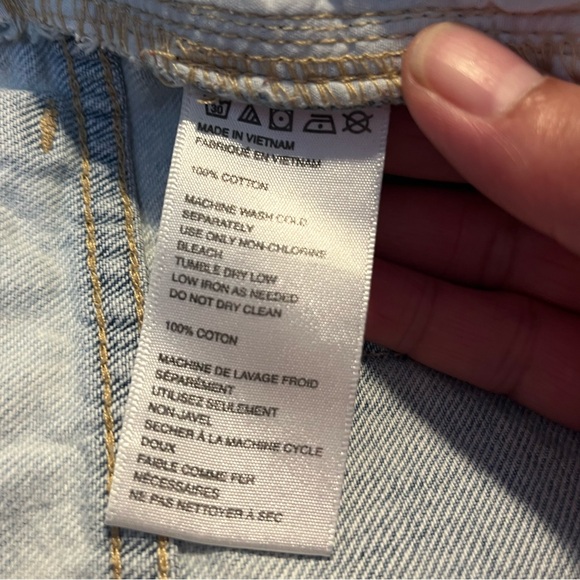 30
MADE IN VIETNAM
FABRIQUÉ EN VIETNAM
100% COTTON
MACHINE WASH COLD
SEPARATELY
USE ONLY NON-CHLORINE
BLEACH
TUMBLE DRY LOW
LOW IRON AS NEEDED
DO NOT DRY CLEAN
100% COTON
MACHINE DE LAVAGE FROID
SÉPARÉMENT
UTILISEZ SEULEMENT
NON-JAVEL
SECHER À LA MACHINE CYCLE
DOUX
FAIBLE COMME FER
NÉCESSAIRES
NE PAS NETTOYER À SEC